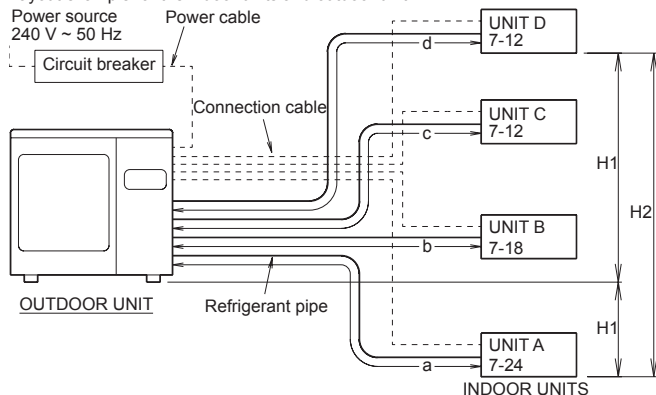 Power source
240 V ~ 50 Hz
Power cable
Circuit breaker
Connection cable
UNIT D
7-12
d
UNIT C
7-12
c
H1
H2
UNIT B
7-18
b
Refrigerant pipe
OUTDOOR UNIT
H1
UNIT A
7-24
a
INDOOR UNITS